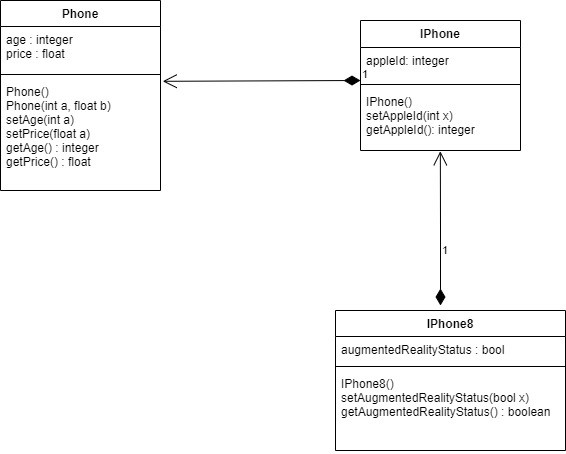 Phone
age : integer
price : float
Phone()
Phone(int a, float b)
setAge(int a)
setPrice(float a)
getAge() : integer
getPrice() : float
IPhone
appleId: integer
1
IPhone()
setAppleId(int x)
getAppleId(): integer
1
IPhone8
augmentedRealityStatus : bool
IPhone8()
setAugmentedRealityStatus(bool x)
getAugmentedRealityStatus() : boolean